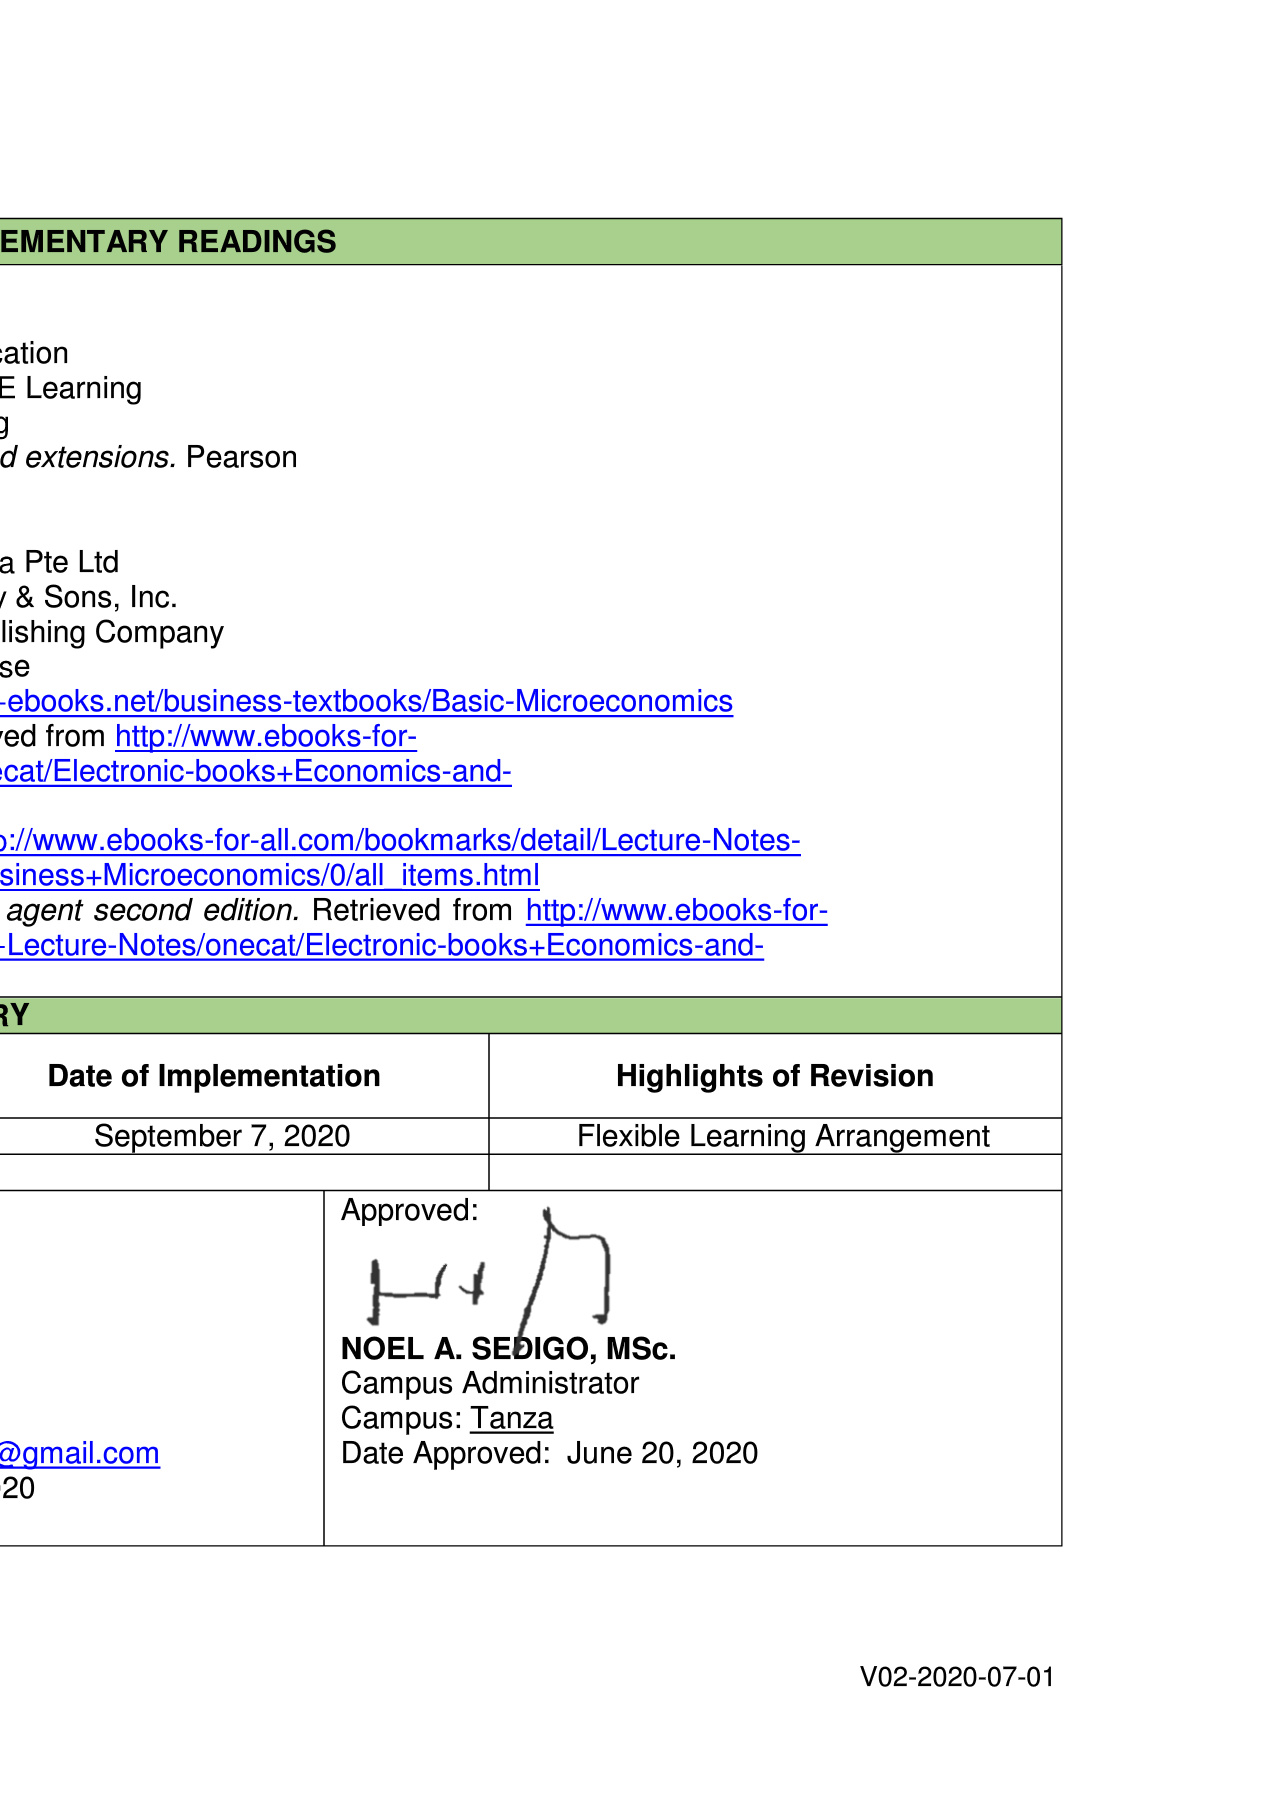 EMENTARY READINGS
cation
E Learning
g
d extensions. Pearson
a Pte Ltd
y & Sons, Inc.
lishing Company
se
-ebooks.net/business-textbooks/Basic-Microeconomics
ved from http://www.ebooks-for-
ecat/Electronic-books+Economics-and-
p://www.ebooks-for-all.com/bookmarks/detail/Lecture-Notes-
siness+Microeconomics/0/all_items.html
agent second edition. Retrieved from http://www.ebooks-for-
-Lecture-Notes/onecat/Electronic-books+Economics-and-
RY
Date of Implementation Highlights of Revision
September 7, 2020 Flexible Learning Arrangement
Approved:
NOEL A. SEDIGO, MSc.
Campus Administrator
Campus: Tanza
@gmail.com Date Approved: June 20, 2020
20
V02-2020-07-01